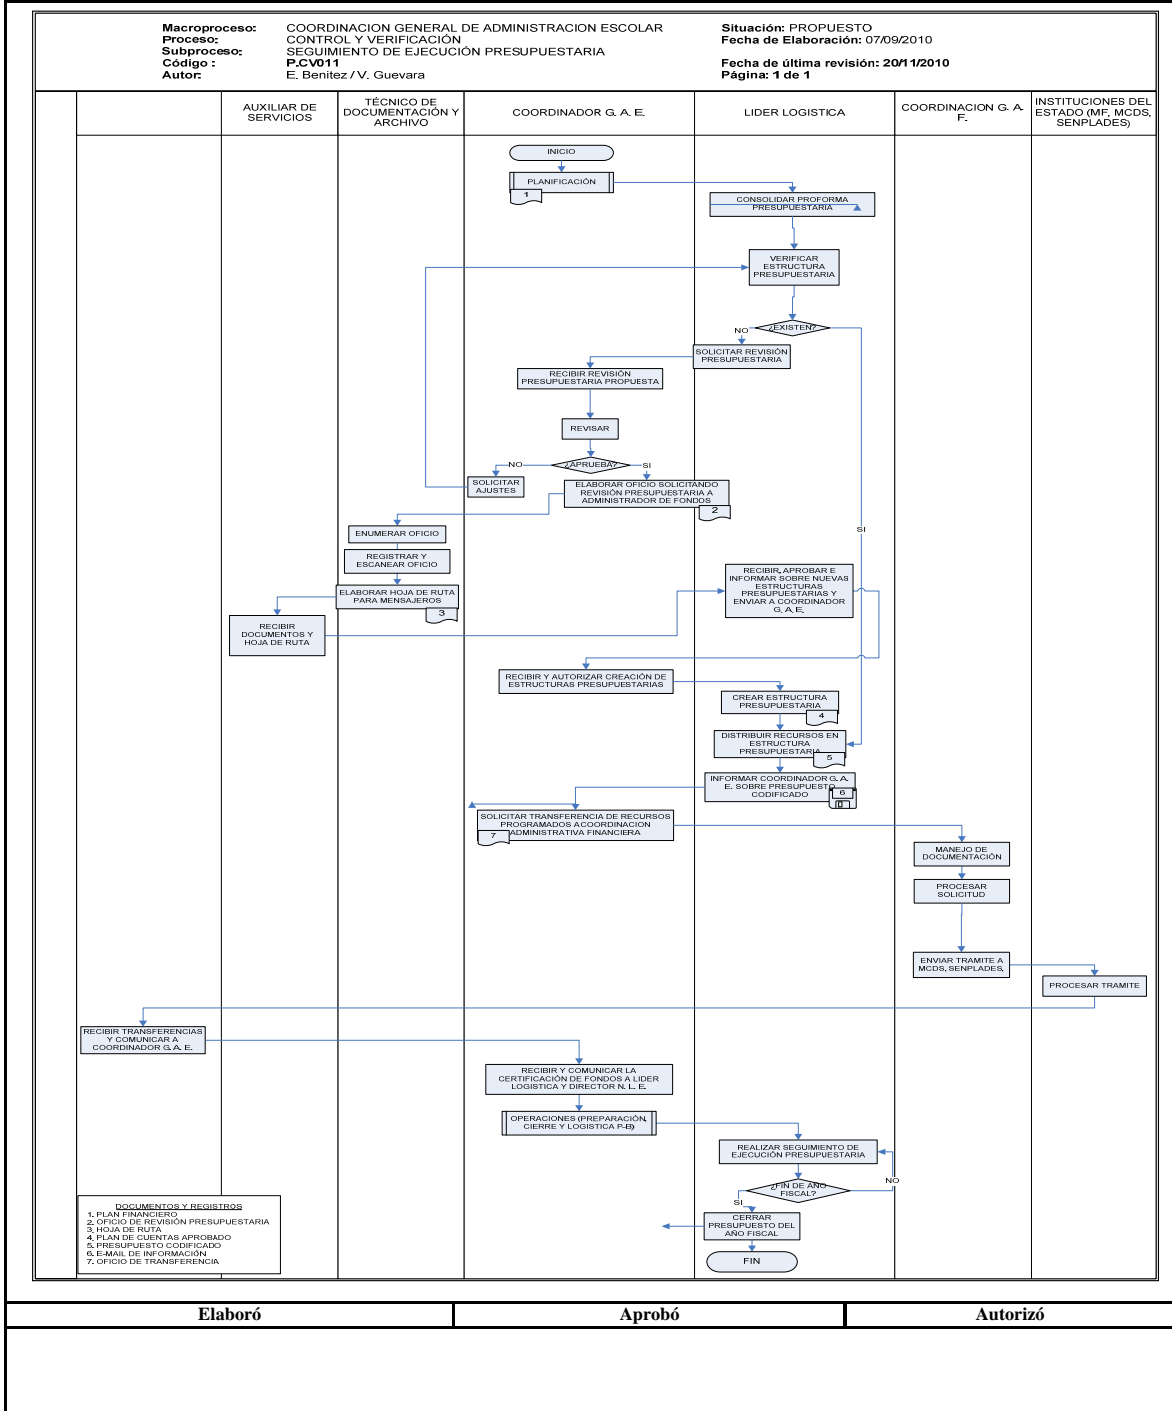 Macroproceso: COORDINACION GENERAL DE ADMINISTRACION ESCOLAR
Proceso: CONTROL Y VERIFICACIÓN
Subproceso: SEGUIMIENTO DE EJECUCIÓN PRESUPUESTARIA
Código : P.CV011
Autor: E. Benitez / V. Guevara
Situación: PROPUESTO
Fecha de Elaboración: 07/09/2010
Fecha de última revisión: 20/11/2010
Página: 1 de 1
AUXILIAR DE
SERVICIOS
TÉCNICO DE
DOCUMENTACIÓN Y
ARCHIVO
COORDINADOR G. A. E.
LIDER LOGISTICA
COORDINACION G. A.
F.
INSTITUCIONES DEL
ESTADO (MF, MCDS,
SENPLADES)
INICIO
PLANIFICACIÓN
1
CONSOLIDAR PROFORMA
PRESUPUESTARIA
VERIFICAR
ESTRUCTURA
PRESUPUESTARIA
¿EXISTEN?
NO
SOLICITAR REVISIÓN
PRESUPUESTARIA
RECIBIR REVISIÓN
PRESUPUESTARIA PROPUESTA
REVISAR
¿APRUEBA?
NO
SI
SOLICITAR
AJUSTES
ELABORAR OFICIO SOLICITANDO
REVISIÓN PRESUPUESTARIA A
ADMINISTRADOR DE FONDOS
2
SI
ENUMERAR OFICIO
REGISTRAR Y
ESCANEAR OFICIO
ELABORAR HOJA DE RUTA
PARA MENSAJEROS
3
RECIBIR
DOCUMENTOS Y
HOJA DE RUTA
RECIBIR, APROBAR E
INFORMAR SOBRE NUEVAS
ESTRUCTURAS
PRESUPUESTARIAS Y
ENVIAR A COORDINADOR
G. A. E.
RECIBIR Y AUTORIZAR CREACIÓN DE
ESTRUCTURAS PRESUPUESTARIAS
CREAR ESTRUCTURA
PRESUPUESTARIA
4
DISTRIBUIR RECURSOS EN
ESTRUCTURA
PRESUPUESTARIA
5
INFORMAR COORDINADOR G. A.
E. SOBRE PRESUPUESTO
CODIFICADO
6
SOLICITAR TRANSFERENCIA DE RECURSOS
PROGRAMADOS ACOORDINACION
ADMINISTRATIVA FINANCIERA
7
MANEJO DE
DOCUMENTACIÓN
PROCESAR
SOLICITUD
ENVIAR TRAMITE A
MCDS, SENPLADES,
PROCESAR TRAMITE
RECIBIR TRANSFERENCIAS
Y COMUNICAR A
COORDINADOR G. A. E.
RECIBIR Y COMUNICAR LA
CERTIFICACIÓN DE FONDOS A LIDER
LOGISTICA Y DIRECTOR N. L. E.
OPERACIONES (PREPARACIÓN,
CIERRE Y LOGISTICA P-B)
REALIZAR SEGUIMIENTO DE
EJECUCIÓN PRESUPUESTARIA
¿FIN DE AÑO
FISCAL?
NO
SI
CERRAR
PRESUPUESTO DEL
AÑO FISCAL
FIN
DOCUMENTOS Y REGISTROS
1. PLAN FINANCIERO
2. OFICIO DE REVISIÓN PRESUPUESTARIA
3. HOJA DE RUTA
4. PLAN DE CUENTAS APROBADO
5. PRESUPUESTO CODIFICADO
6. E-MAIL DE INFORMACIÓN
7. OFICIO DE TRANSFERENCIA
Elaboró
Aprobó
Autorizó